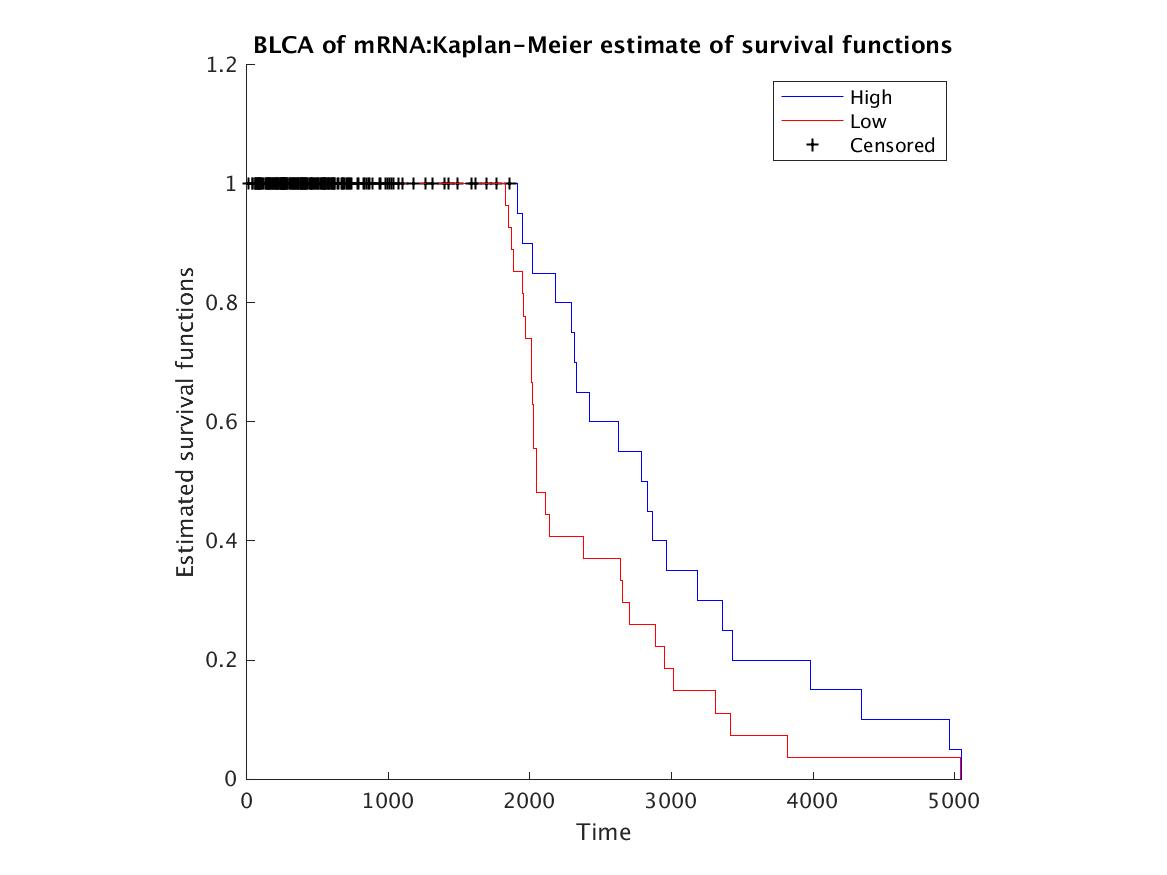 BLCA of mRNA:Kaplan-Meier estimate of survival functions
1.2
1
0.8
0.6
0.4
0.2
0
Estimated survival functions
High
Low
Censored
0 1000 2000 3000 4000 5000
Time